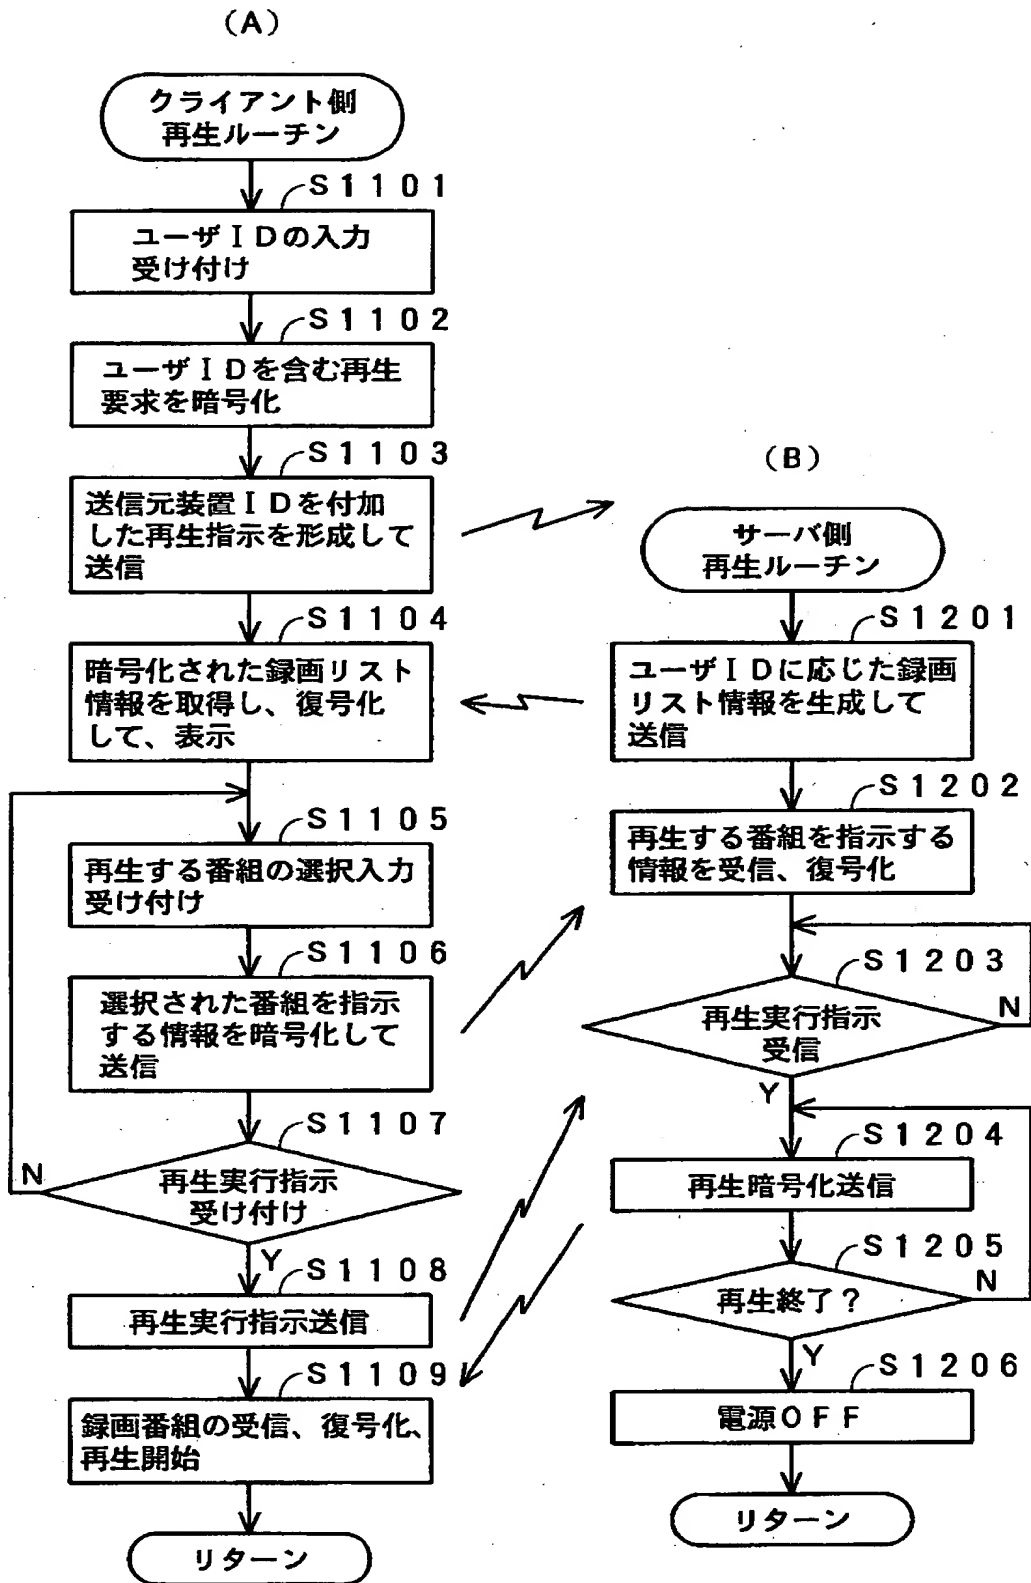 (A)
クライアント側
再生ルーチン
S1101
ユーザIDの入力
受け付け
S1102
ユーザIDを含む再生
要求を暗号化
S1103
送信元装置IDを付加
した再生指示を形成して
送信
S1104
暗号化された録画リスト
情報を取得し、復号化
して、表示
S1105
再生する番組の選択入力
受け付け
S1106
選択された番組を指示
する情報を暗号化して
送信
S1107
N
再生実行指示
受け付け
Y
S1108
再生実行指示送信
S1109
録画番組の受信、復号化、
再生開始
リターン
(B)
サーバ側
再生ルーチン
S1201
ユーザIDに応じた録画
リスト情報を生成して
送信
S1202
再生する番組を指示する
情報を受信、復号化
S1203
再生実行指示
受信
N
Y
S1204
再生暗号化送信
S1205
再生終了?
N
Y
S1206
電源OFF
リターン